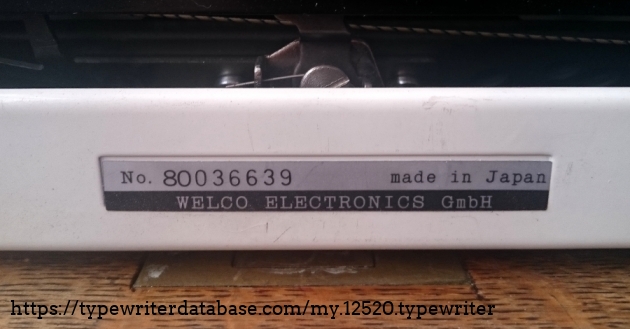 No. 80036639 made in Japan
WELCO ELECTRONICS GmbH
https://typewriterdatabase.com/my.12520.typewriter